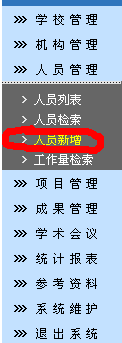 学校管理
机构管理
人员管理
人员列表
人员检索
人员新增
工作量检索
项目管理
成果管理
学术会议
统计报表
参考资料
系统维护
退出系统